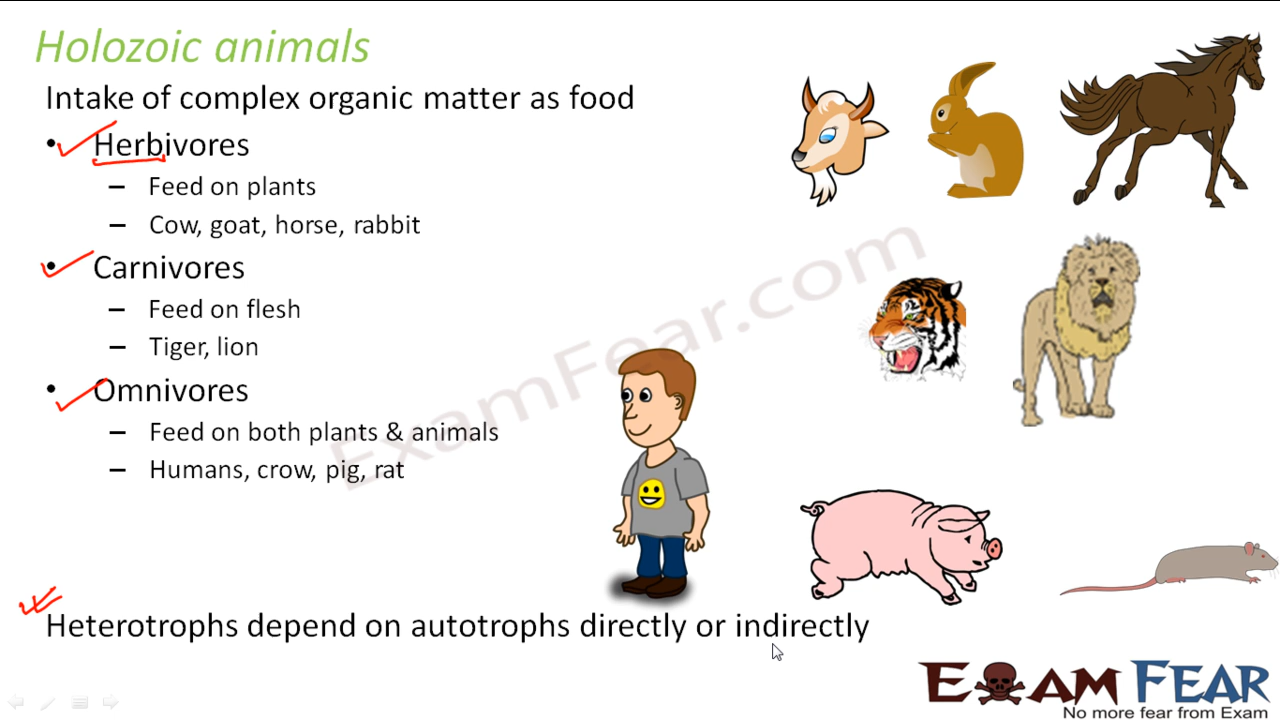 Holozoic animals
Intake of complex organic matter as food
• Herbivores
– Feed on plants
– Cow, goat, horse, rabbit
• Carnivores
– Feed on flesh
– Tiger, lion
• Omnivores
– Feed on both plants & animals
– Humans, crow, pig, rat
ExamFear.com
Heterotrophs depend on autotrophs directly or indirectly
EXAM FEAR
No more fear from Exam